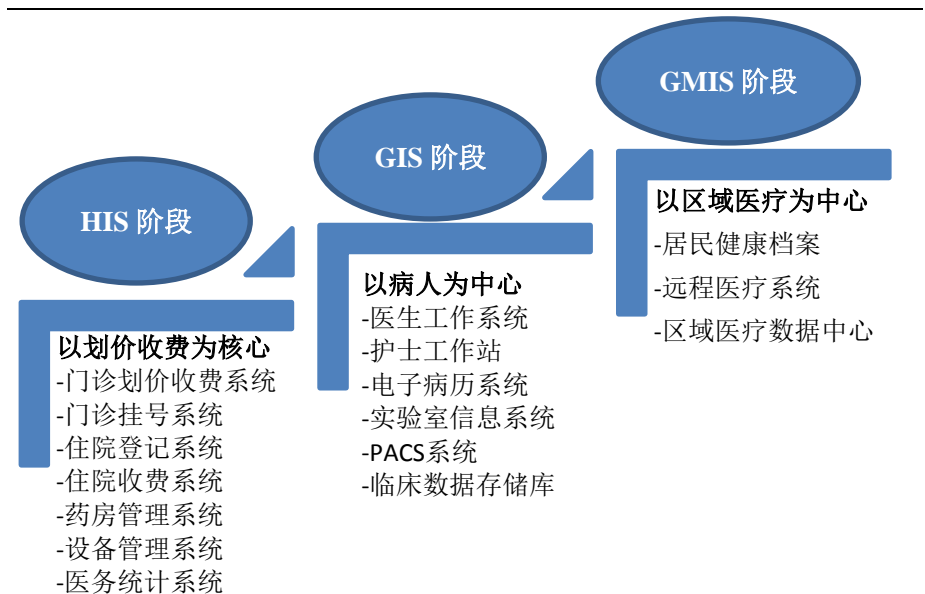 HIS 阶段
以划价收费为核心
-门诊划价收费系统
-门诊挂号系统
-住院登记系统
-住院收费系统
-药房管理系统
-设备管理系统
-医务统计系统
GIS 阶段
以病人为中心
-医生工作系统
-护士工作站
-电子病历系统
-实验室信息系统
-PACS系统
-临床数据存储库
GMIS 阶段
以区域医疗为中心
-居民健康档案
-远程医疗系统
-区域医疗数据中心